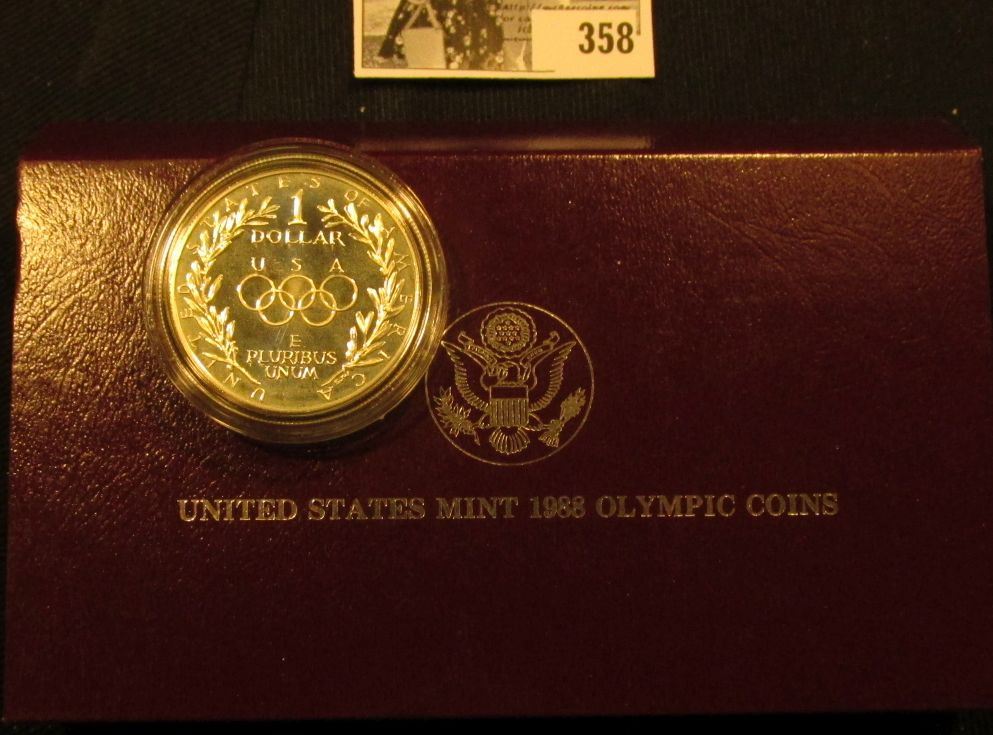 358
UNITED STATES OF AMERICA
1
DOLLAR
U S A
E
PLURIBUS
UNUM
UNITED STATES MINT 1988 OLYMPIC COINS